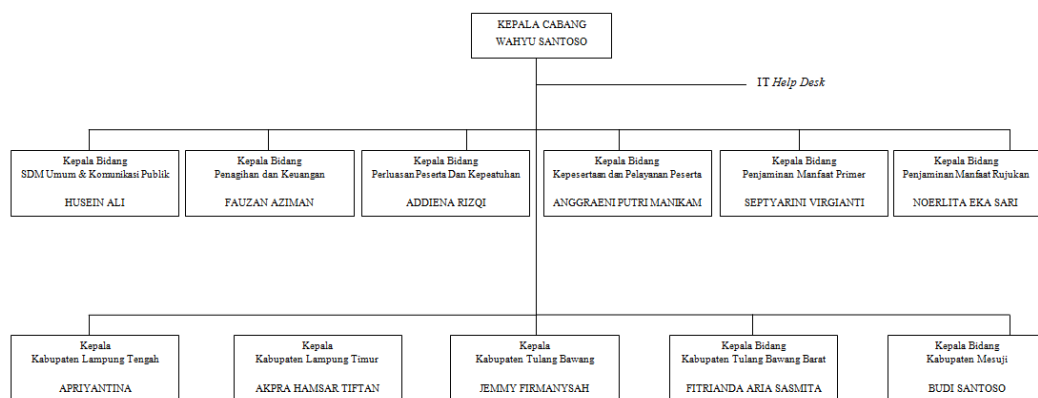 KEPALA CABANG
WAHYU SANTOSO
IT Help Desk
Kepala Bidang
SDM Umum & Komunikasi Publik
HUSEIN ALI
Kepala Bidang
Penagihan dan Keuangan
FAUZAN AZIMAN
Kepala Bidang
Perluasan Peserta Dan Kepeatuhan
ADDIENA RIZQI
Kepala Bidang
Kepesertaan dan Pelayanan Peserta
ANGGRAENI PUTRI MANIKAM
Kepala Bidang
Penjaminan Manfaat Primer
SEPTYARINI VIRGIANTI
Kepala Bidang
Penjaminan Manfaat Rujukan
NOERLITA EKA SARI
Kepala
Kabupaten Lampung Tengah
APRIYANTINA
Kepala
Kabupaten Lampung Timur
AKPRA HAMSAR TIFTAN
Kepala
Kabupaten Tulang Bawang
JEMMY FIRMANYSAH
Kepala Bidang
Kabupaten Tulang Bawang Barat
FITRIANDA ARIA SASMITA
Kepala Bidang
Kabupaten Mesuji
BUDI SANTOSO